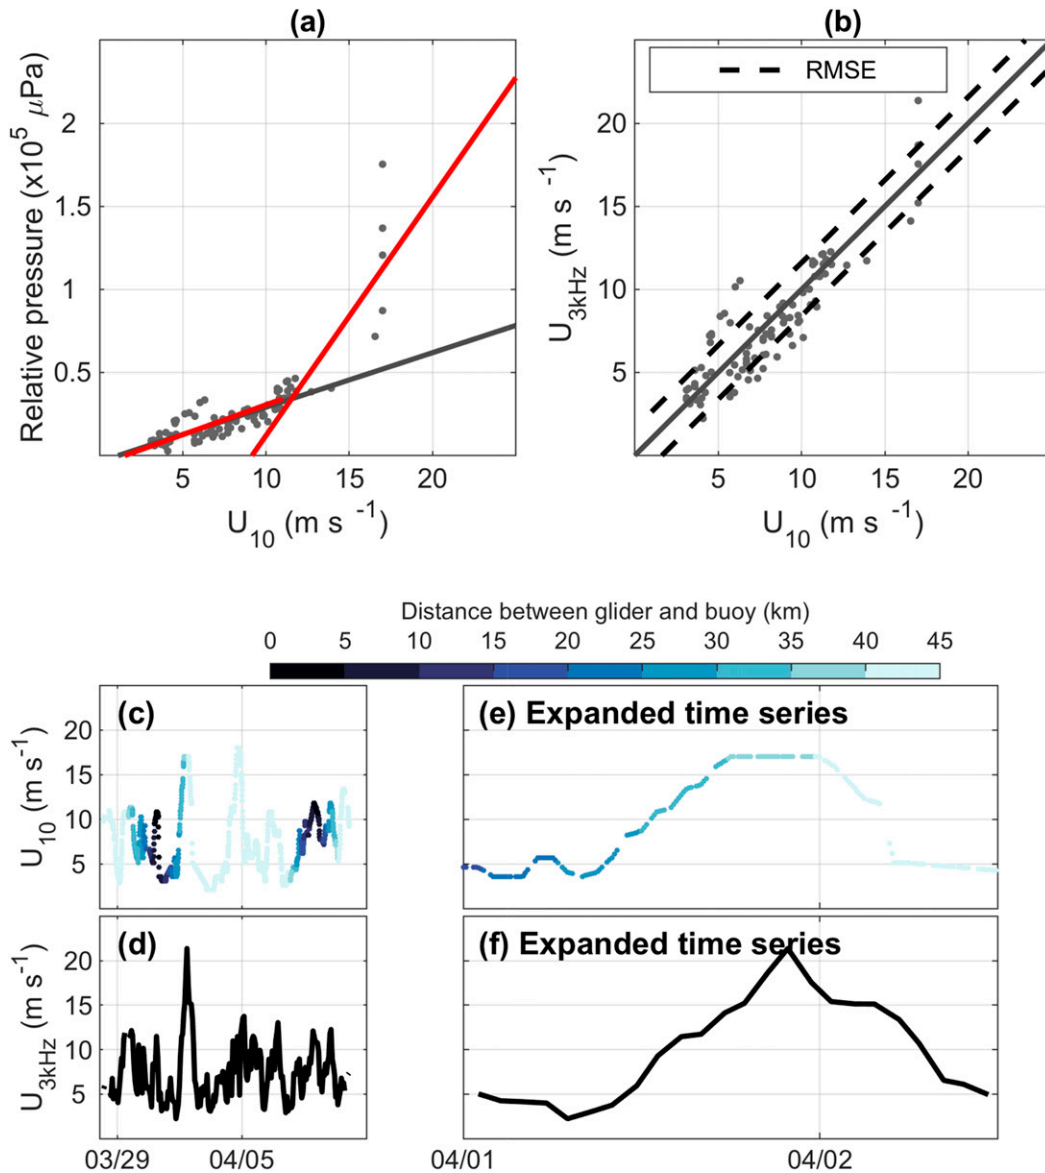 (a)
(b)
Relative pressure (x10⁵ μPa)
2
1.5
1
0.5
5 10 15 20
U₁₀ (m s ⁻¹)
RMSE
U₃kHz (m s ⁻¹)
20
15
10
5
5 10 15 20
U₁₀ (m s ⁻¹)
Distance between glider and buoy (km)
0 5 10 15 20 25 30 35 40 45
(c)
U₁₀ (m s⁻¹)
20
15
10
5
(e) Expanded time series
(d)
U₃kHz (m s⁻¹)
20
15
10
5
03/29 04/05
(f) Expanded time series
04/01 04/02